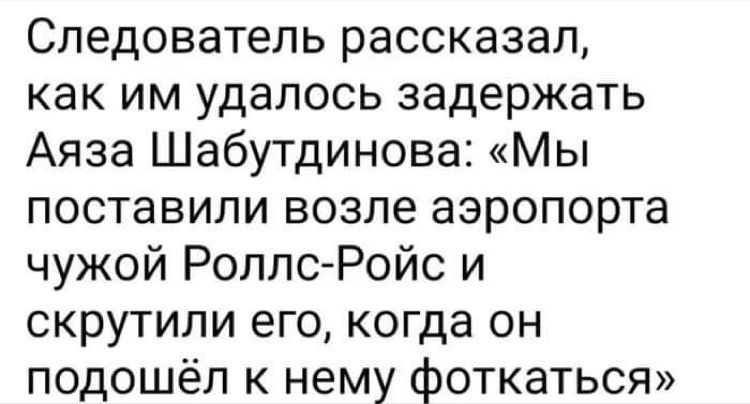 Следователь рассказал,
как им удалось задержать
Аяза Шабутдинова: «Мы
поставили возле аэропорта
чужой Роллс-Ройс и
скрутили его, когда он
подошёл к нему фоткаться»